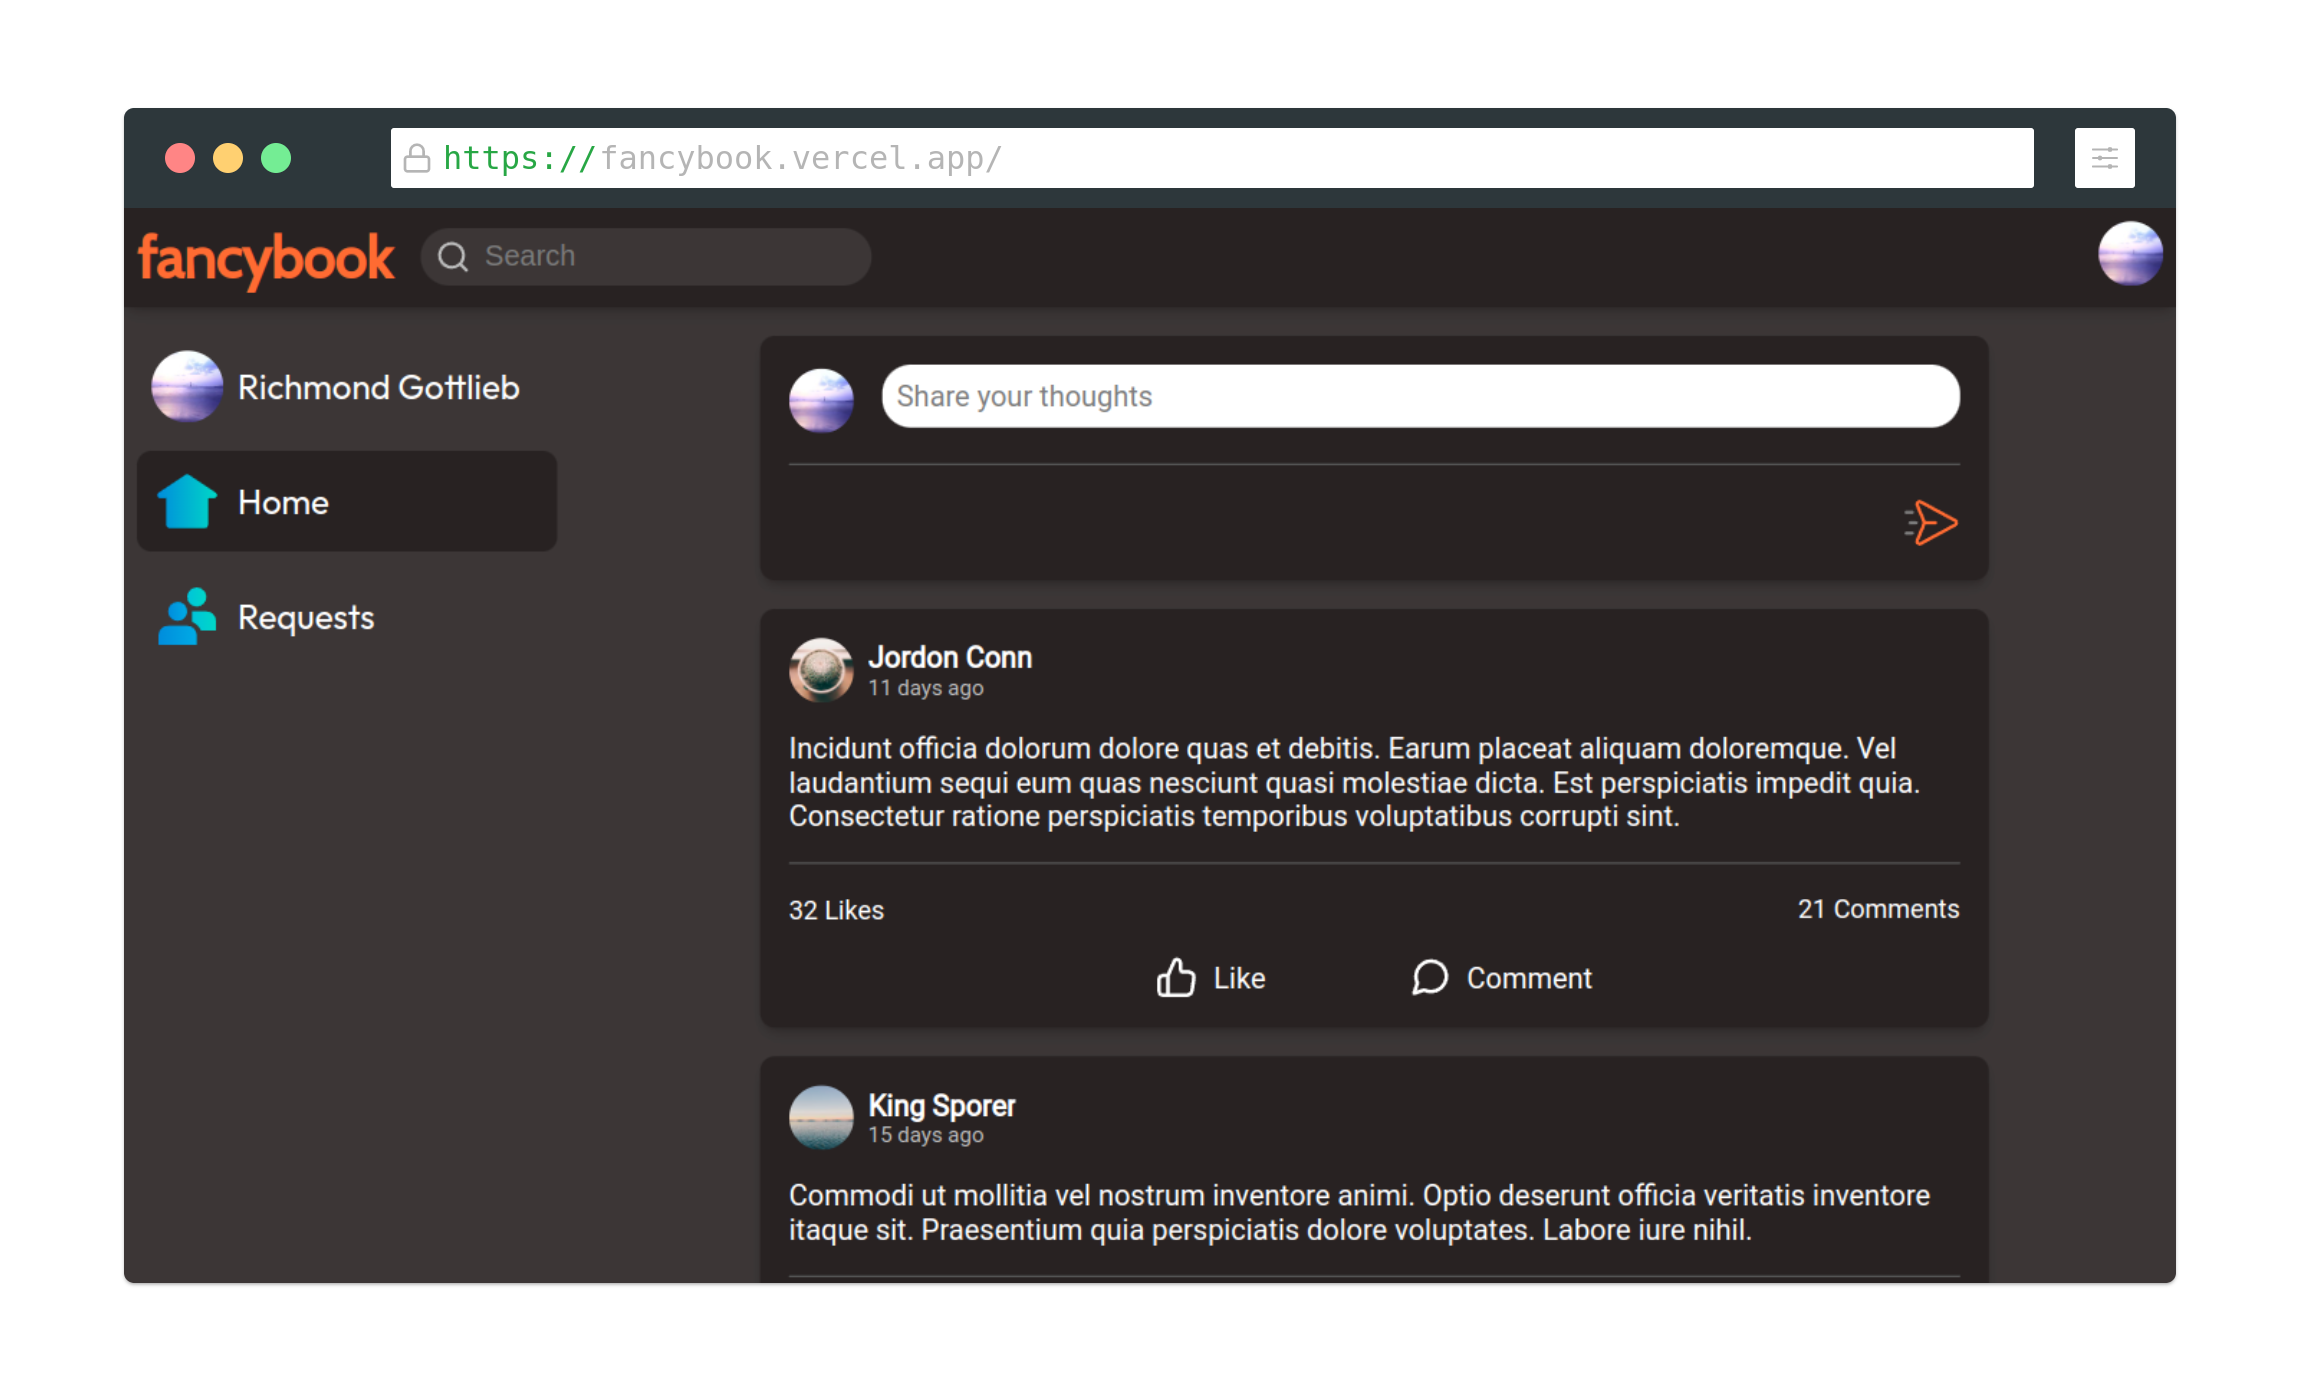 https://fancybook.vercel.app/
fancybook
Search
Richmond Gottlieb
Home
Requests
Share your thoughts
Jordon Conn
11 days ago
Incidunt officia dolorum dolore quas et debitis. Earum placeat aliquam doloremque. Vel
laudantium sequi eum quas nesciunt quasi molestiae dicta. Est perspiciatis impedit quia.
Consectetur ratione perspiciatis temporibus voluptatibus corrupti sint.
32 Likes
21 Comments
Like
Comment
King Sporer
15 days ago
Commodi ut mollitia vel nostrum inventore animi. Optio deserunt officia veritatis inventore
itaque sit. Praesentium quia perspiciatis dolore voluptates. Labore iure nihil.